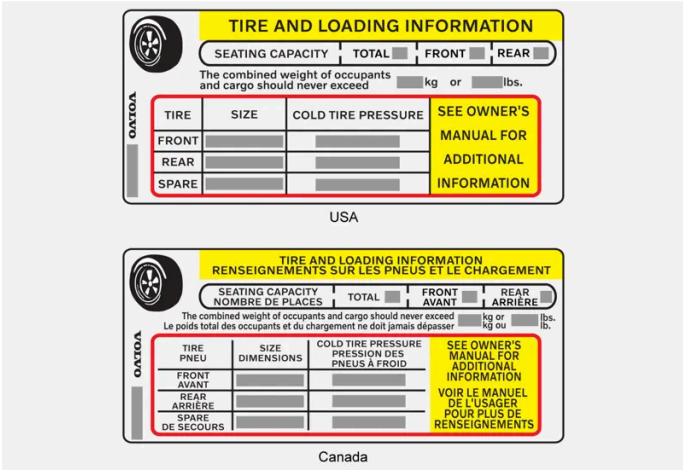 TIRE AND LOADING INFORMATION
SEATING CAPACITY TOTAL FRONT REAR
The combined weight of occupants
and cargo should never exceed kg or lbs.
VOLVO
TIRE SIZE COLD TIRE PRESSURE
FRONT
REAR
SPARE
SEE OWNER'S
MANUAL FOR
ADDITIONAL
INFORMATION
USA
TIRE AND LOADING INFORMATION
RENSEIGNEMENTS SUR LES PNEUS ET LE CHARGEMENT
SEATING CAPACITY
NOMBRE DE PLACES
TOTAL
FRONT
AVANT
REAR
ARRIÈRE
The combined weight of occupants and cargo should never exceed kg or lbs.
Le poids total des occupants et du chargement ne doit jamais dépasser kg ou lb.
VOLVO
TIRE
PNEU
SIZE
DIMENSIONS
COLD TIRE PRESSURE
PRESSION DES
PNEUS À FROID
FRONT
AVANT
REAR
ARRIÈRE
SPARE
DE SECOURS
SEE OWNER'S
MANUAL FOR
ADDITIONAL
INFORMATION
VOIR LE MANUEL
DE L'USAGER
POUR PLUS DE
RENSEIGNEMENTS
Canada